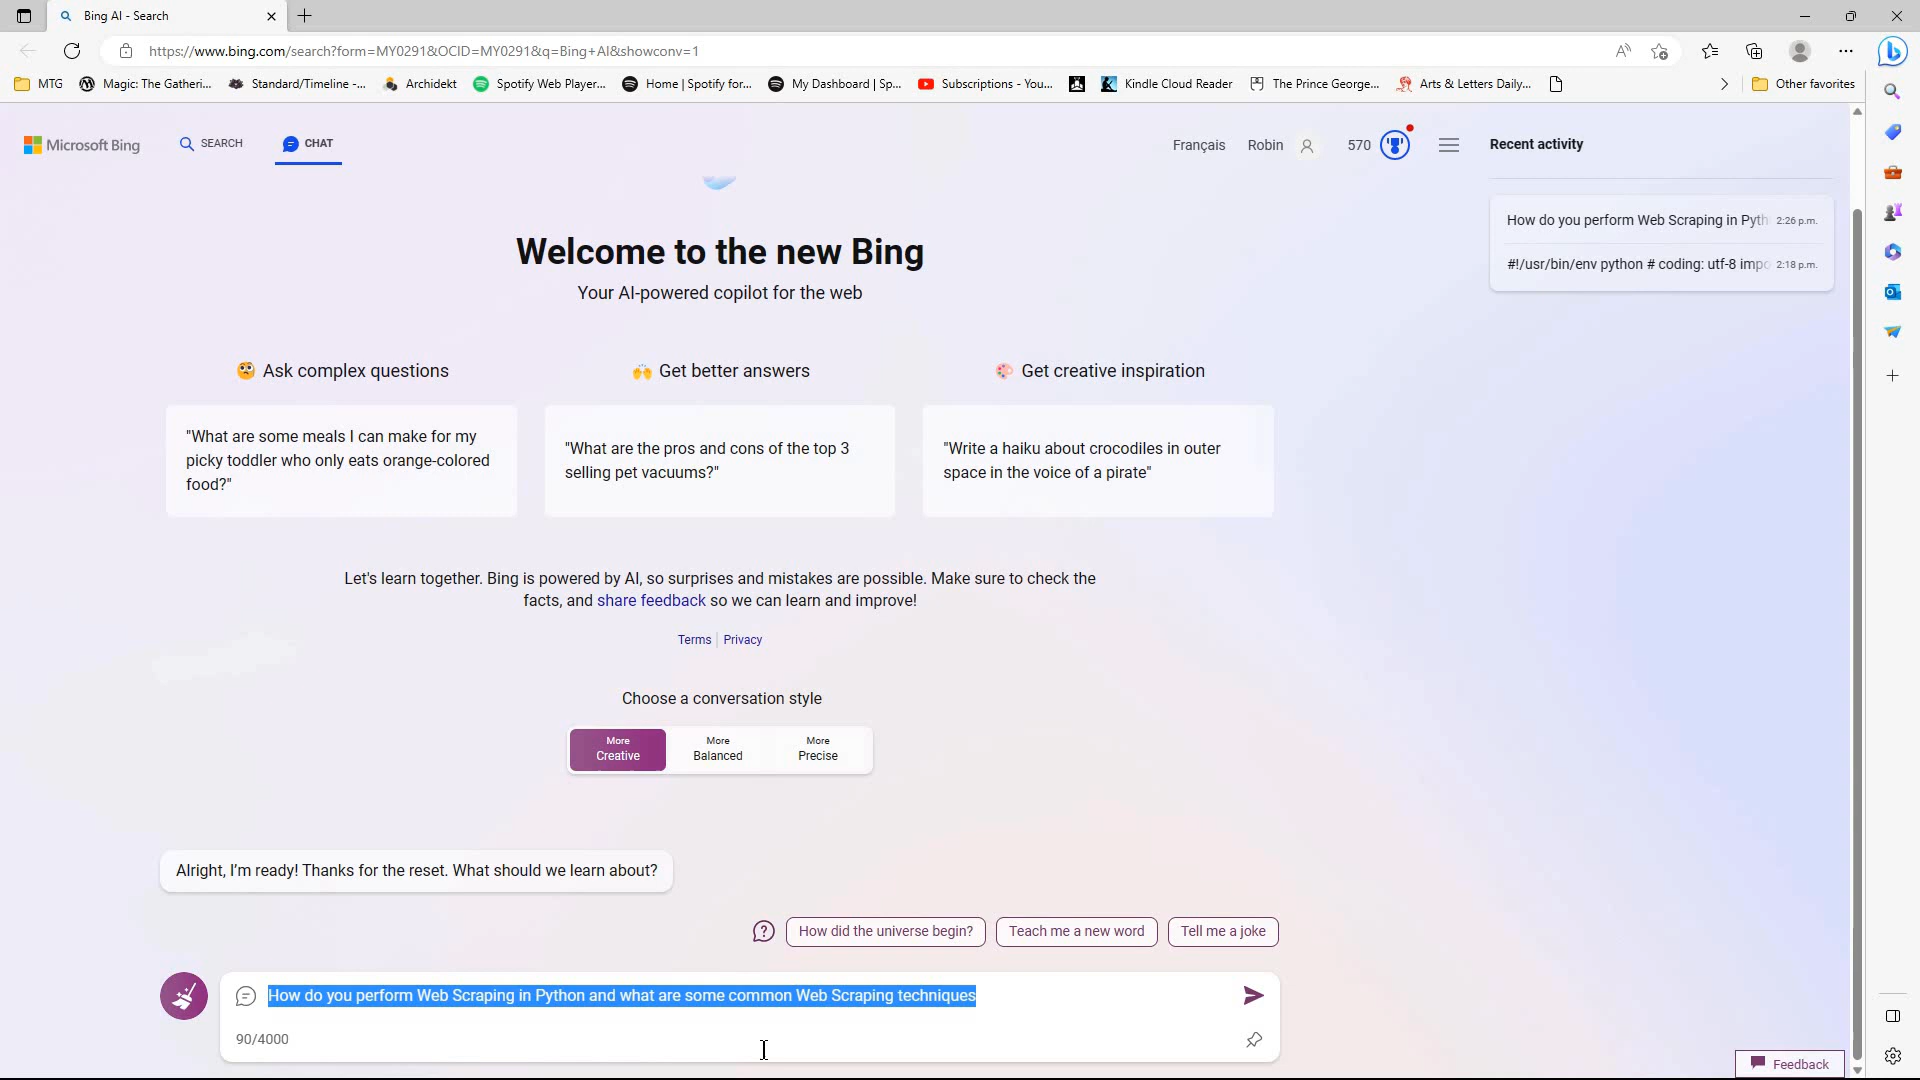 Bing AI - Search
https://www.bing.com/search?form=MY0291&OCID=MY0291&q=Bing+AI&showconv=1
MTG
Magic: The Gatheri...
Standard/Timeline -...
Archidekt
Spotify Web Player...
Home | Spotify for...
My Dashboard | Sp...
Subscriptions - You...
Kindle Cloud Reader
The Prince George...
Arts & Letters Daily...
Other favorites
Microsoft Bing
SEARCH
CHAT
Français
Robin
570
Recent activity
How do you perform Web Scraping in Pyth 2:26 p.m.
#!/usr/bin/env python # coding: utf-8 impo 2:18 p.m.
Welcome to the new Bing
Your AI-powered copilot for the web
Ask complex questions
Get better answers
Get creative inspiration
"What are some meals I can make for my
picky toddler who only eats orange-colored
food?"
"What are the pros and cons of the top 3
selling pet vacuums?"
"Write a haiku about crocodiles in outer
space in the voice of a pirate"
Let's learn together. Bing is powered by AI, so surprises and mistakes are possible. Make sure to check the
facts, and share feedback so we can learn and improve!
Terms | Privacy
Choose a conversation style
More
Creative
More
Balanced
More
Precise
Alright, I'm ready! Thanks for the reset. What should we learn about?
How did the universe begin?
Teach me a new word
Tell me a joke
How do you perform Web Scraping in Python and what are some common Web Scraping techniques
90/4000
Feedback